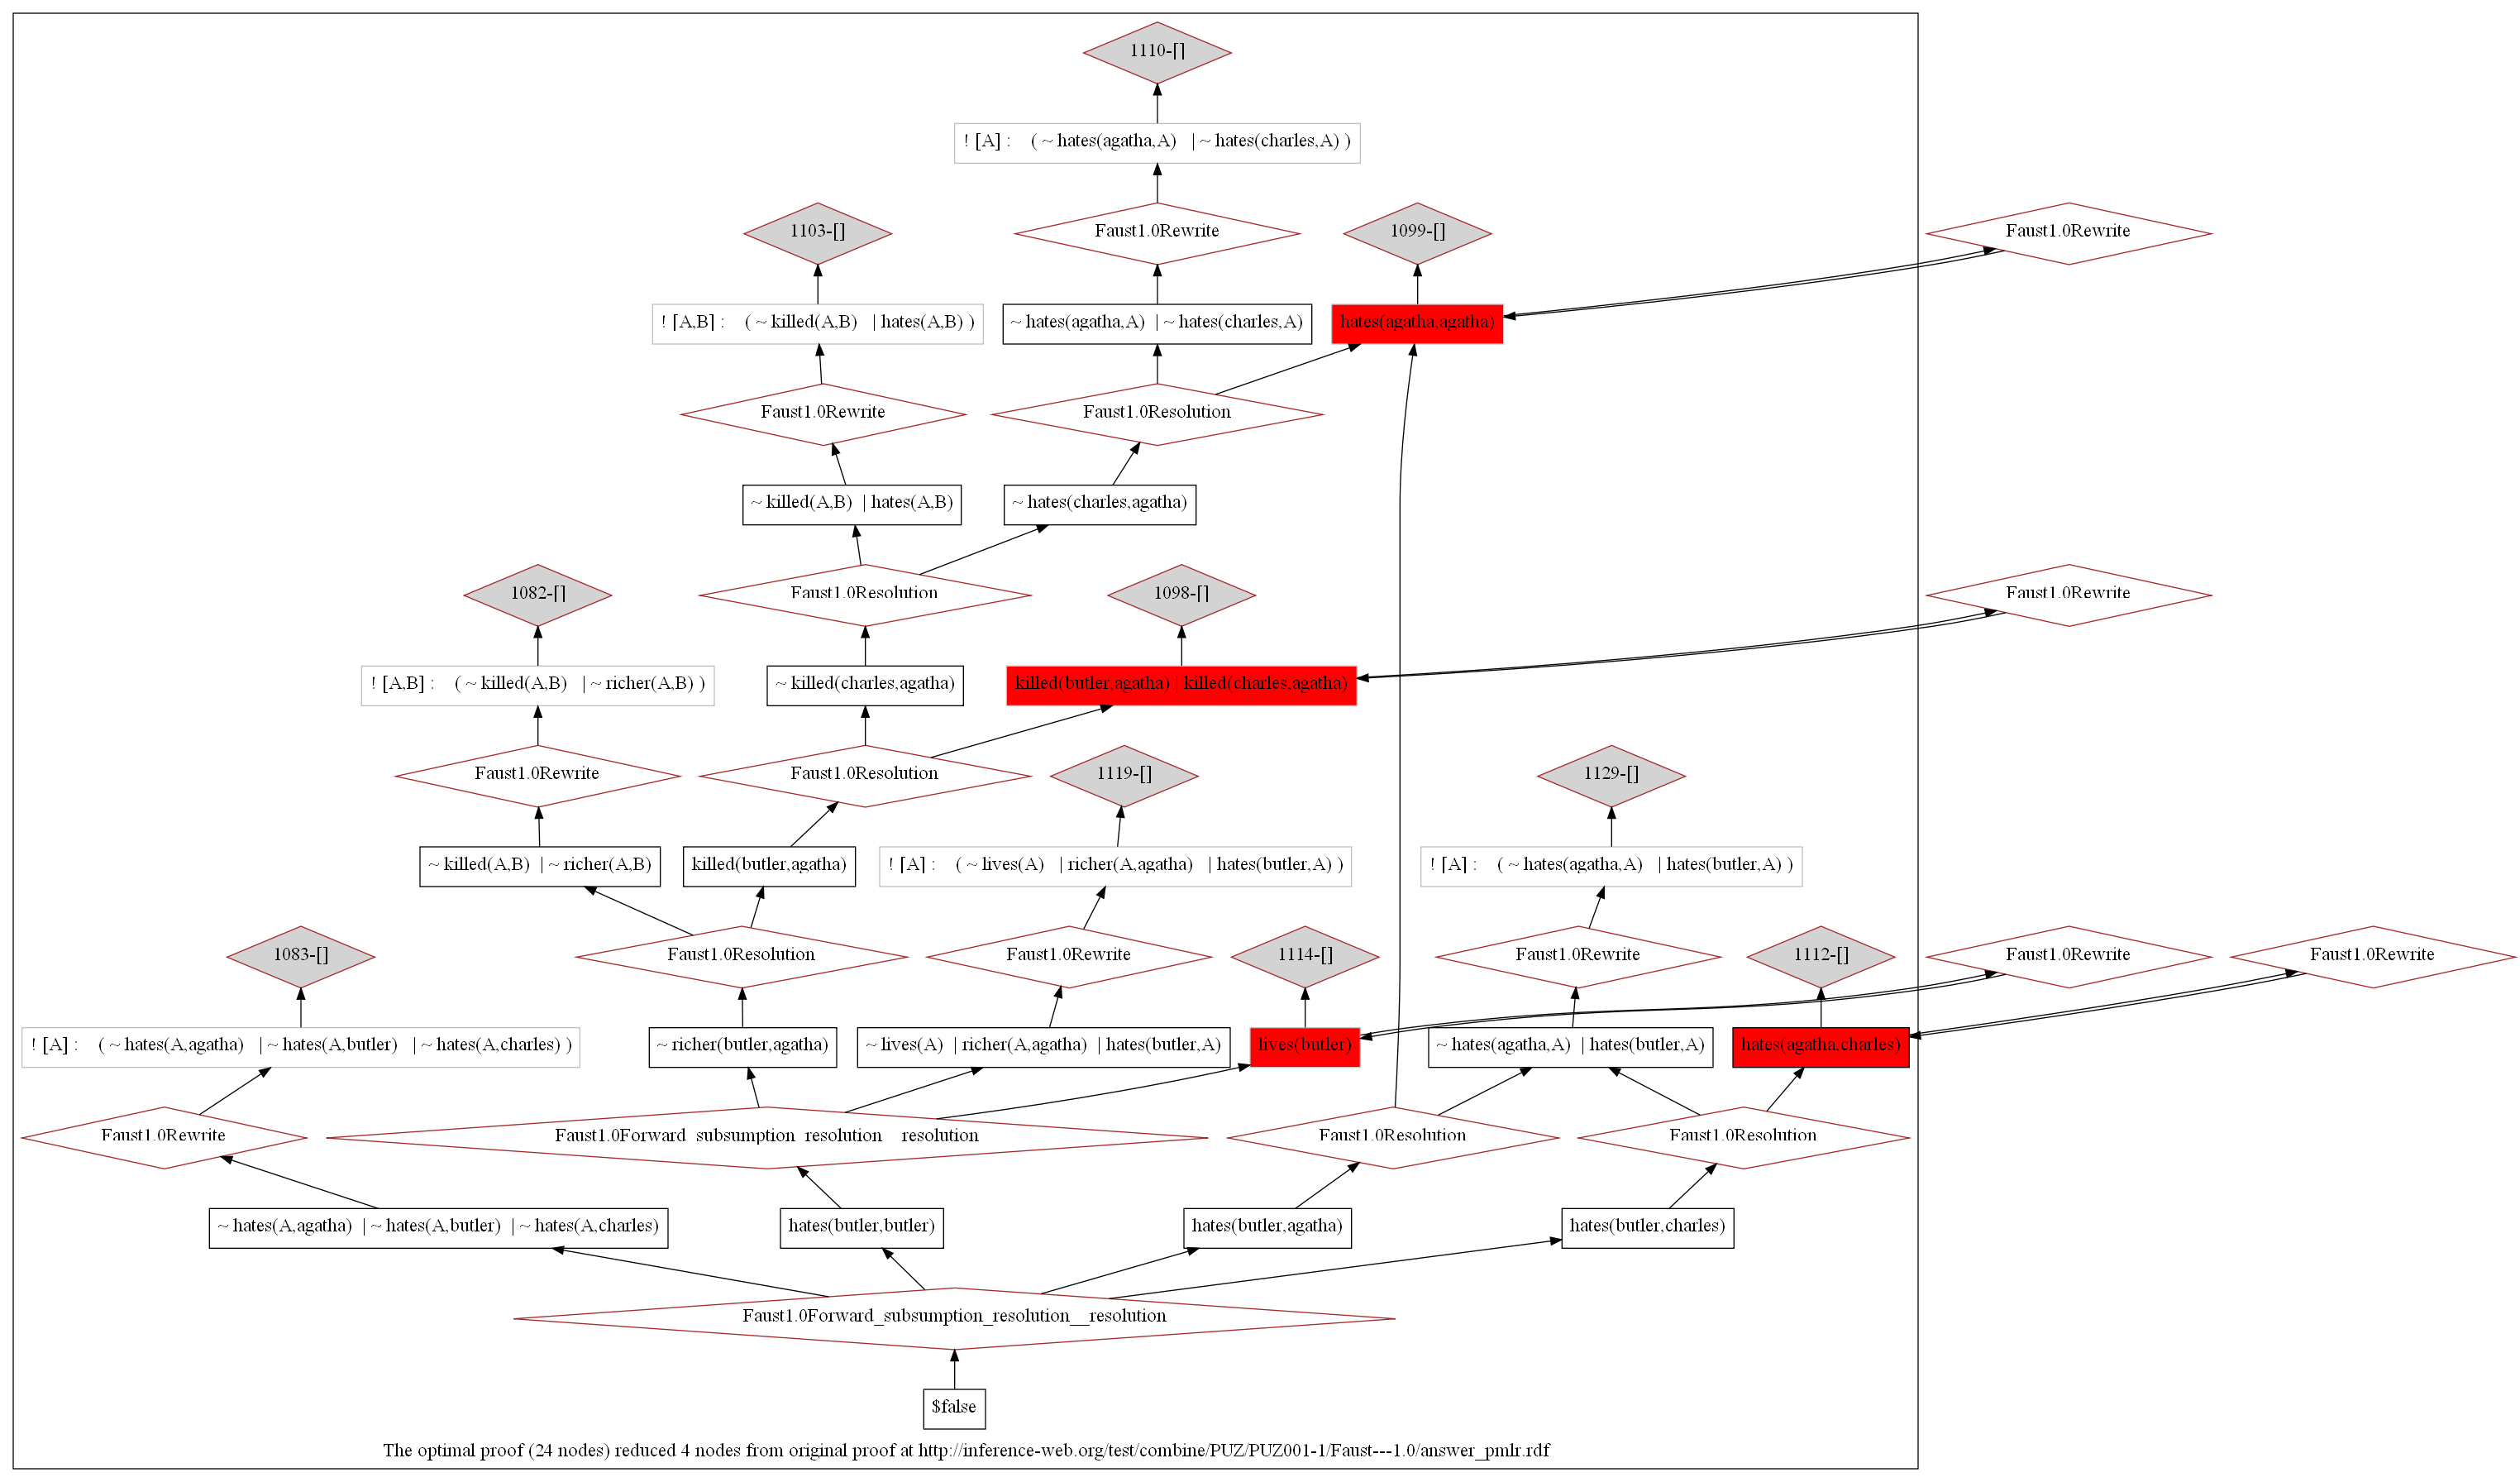 1110-[]
! [A] : ( ~ hates(agatha,A) | ~ hates(charles,A) )
1103-[]
Faust1.0Rewrite
1099-[]
Faust1.0Rewrite
! [A,B] : ( ~ killed(A,B) | hates(A,B) )
~ hates(agatha,A) | ~ hates(charles,A)
hates(agatha,agatha)
Faust1.0Rewrite
Faust1.0Resolution
~ killed(A,B) | hates(A,B)
~ hates(charles,agatha)
1082-[]
Faust1.0Resolution
1098-[]
Faust1.0Rewrite
! [A,B] : ( ~ killed(A,B) | ~ richer(A,B) )
~ killed(charles,agatha)
killed(butler,agatha) | killed(charles,agatha)
Faust1.0Rewrite
Faust1.0Resolution
1119-[]
1129-[]
~ killed(A,B) | ~ richer(A,B)
killed(butler,agatha)
! [A] : ( ~ lives(A) | richer(A,agatha) | hates(butler,A) )
! [A] : ( ~ hates(agatha,A) | hates(butler,A) )
1083-[]
Faust1.0Resolution
Faust1.0Rewrite
1114-[]
Faust1.0Rewrite
1112-[]
Faust1.0Rewrite
Faust1.0Rewrite
! [A] : ( ~ hates(A,agatha) | ~ hates(A,butler) | ~ hates(A,charles) )
~ richer(butler,agatha)
~ lives(A) | richer(A,agatha) | hates(butler,A)
lives(butler)
~ hates(agatha,A) | hates(butler,A)
hates(agatha,charles)
Faust1.0Rewrite
Faust1.0Forward_subsumption_resolution__resolution
Faust1.0Resolution
Faust1.0Resolution
~ hates(A,agatha) | ~ hates(A,butler) | ~ hates(A,charles)
hates(butler,butler)
hates(butler,agatha)
hates(butler,charles)
Faust1.0Forward_subsumption_resolution__resolution
$false
The optimal proof (24 nodes) reduced 4 nodes from original proof at http://inference-web.org/test/combine/PUZ/PUZ001-1/Faust---1.0/answer_pmlr.rdf